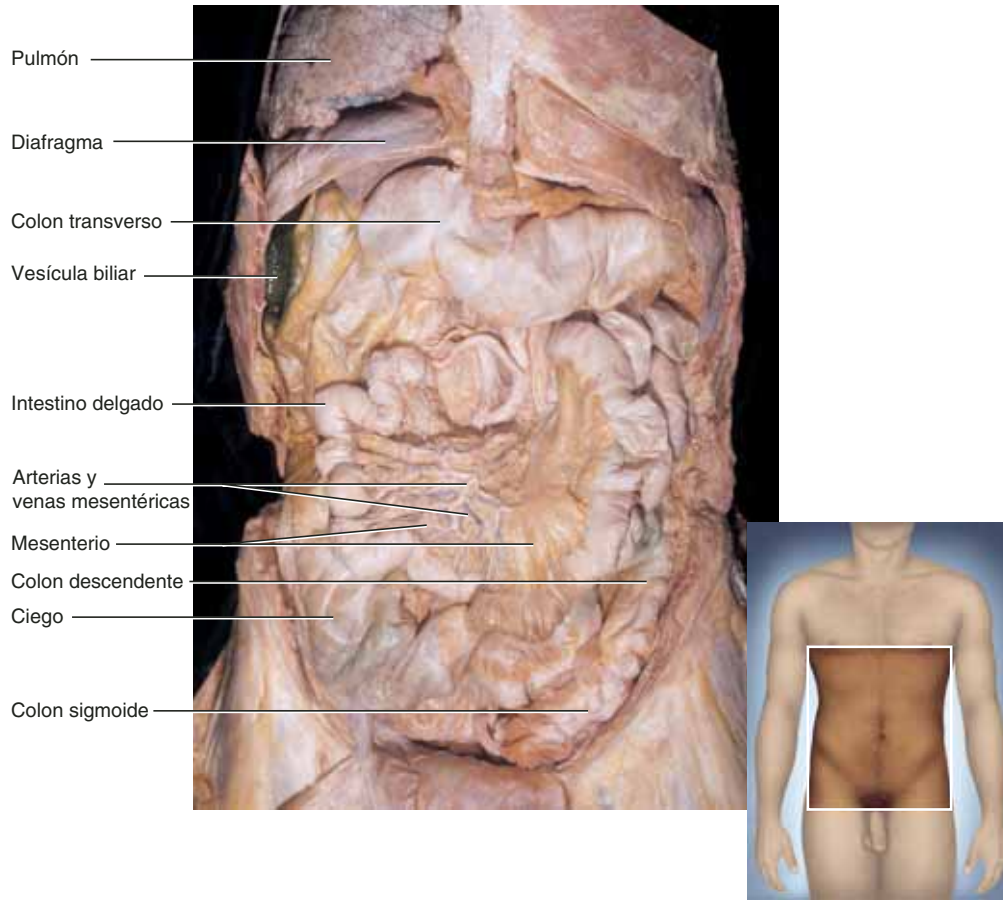 Pulmón
Diafragma
Colon transverso
Vesícula biliar
Intestino delgado
Arterias y
venas mesentéricas
Mesenterio
Colon descendente
Ciego
Colon sigmoide